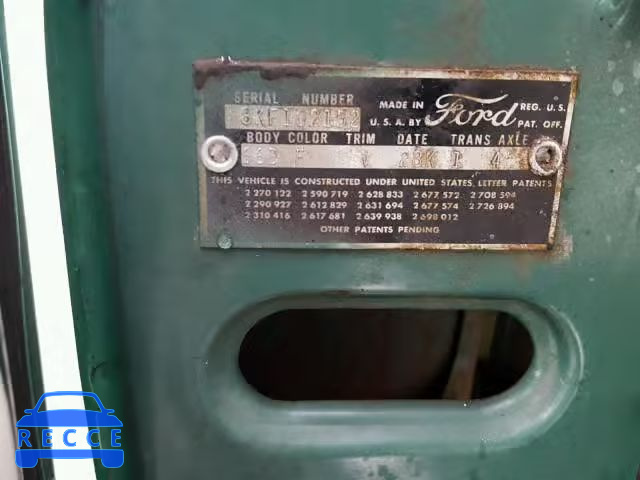 SERIAL NUMBER
MADE IN Ford REG. U.S.
U.S.A. BY PAT. OFF.
BODY COLOR TRIM DATE TRANS AXLE
THIS VEHICLE IS CONSTRUCTED UNDER UNITED STATES LETTER PATENTS
2 270 122 2 590 719 2 628 833 2 677 572 2 708 594
2 290 927 2 612 829 2 631 694 2 677 574 2 726 894
2 310 416 2 617 681 2 639 938 2 698 012
OTHER PATENTS PENDING
RECCE